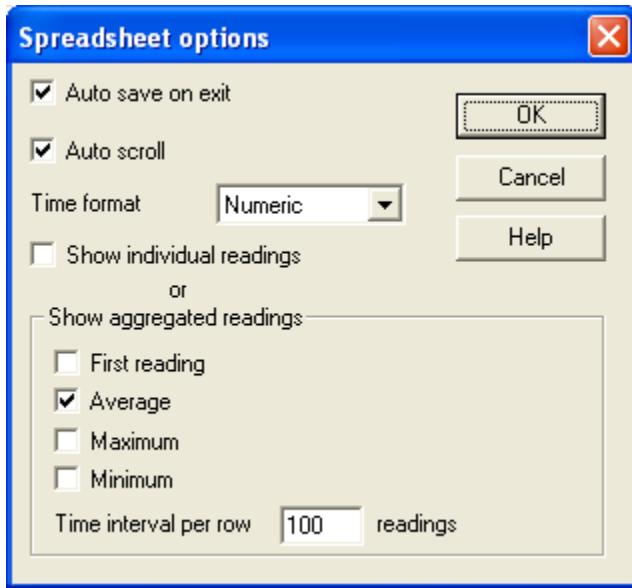 Spreadsheet options
Auto save on exit
OK
Auto scroll
Cancel
Time format Numeric
Help
Show individual readings
or
Show aggregated readings
First reading
Average
Maximum
Minimum
Time interval per row 100 readings